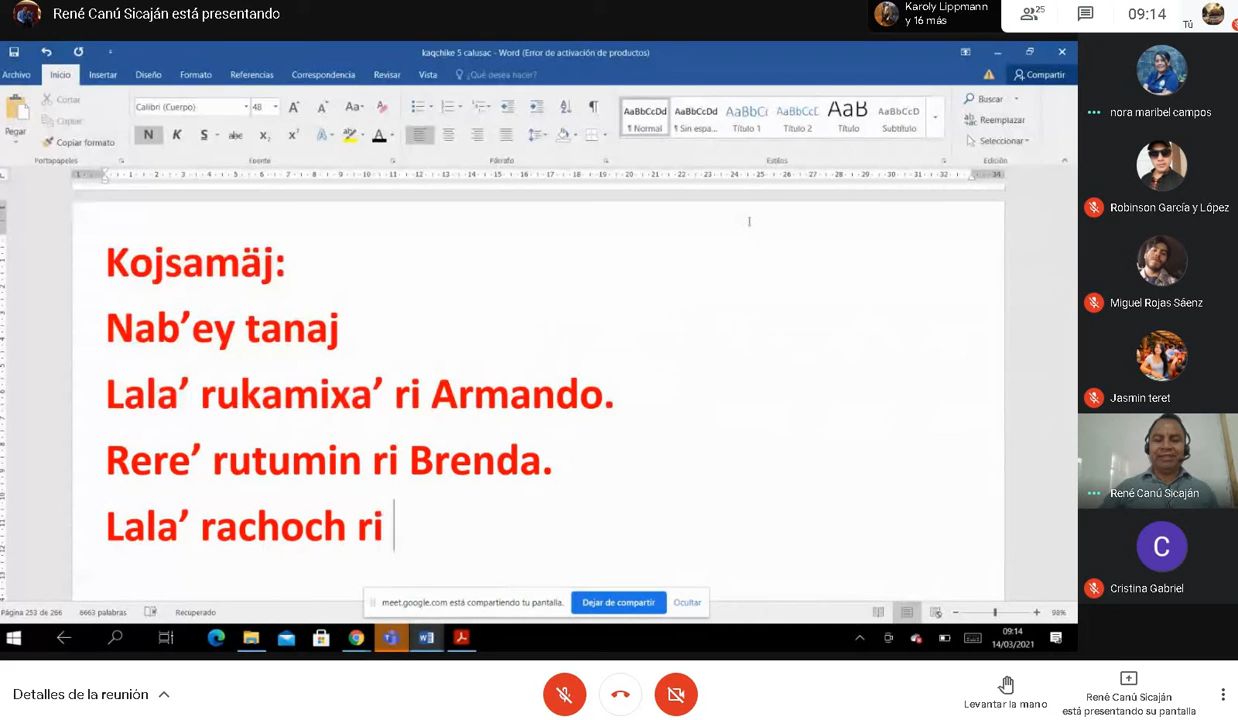 René Canú Sicaján está presentando
Karoly Lippmann
y 16 más
25
09:14
Tú
kaqchike 5 calusac - Word (Error de activación de productos)
Archivo Inicio Insertar Diseño Formato Referencias Correspondencia Revisar Vista ¿Qué desea hacer? Compartir
Pegar
Cortar
Copiar
Copiar formato
Portapapeles
Calibri (Cuerpo) 48
Fuente
Párrafo
AaBbCcDd AaBbCcDd AaBbC AaBbCcD AaB AaBbCcD
¶ Normal ¶ Sin espa... Título 1 Título 2 Título Subtítulo
Estilos
Buscar
Reemplazar
Seleccionar
Edición
Kojsamäj:
Nab’ey tanaj
Lala’ rukamixa’ ri Armando.
Rere’ rutumin ri Brenda.
Lala’ rachoch ri
meet.google.com está compartiendo tu pantalla. Dejar de compartir Ocultar
Página 253 de 266 6663 palabras Recuperado 98%
09:14
14/03/2021
nora maribel campos
Robinson García y López
Miguel Rojas Sáenz
Jasmin teret
René Canú Sicaján
C
Cristina Gabriel
Detalles de la reunión
Levantar la mano
René Canú Sicaján
está presentando su pantalla